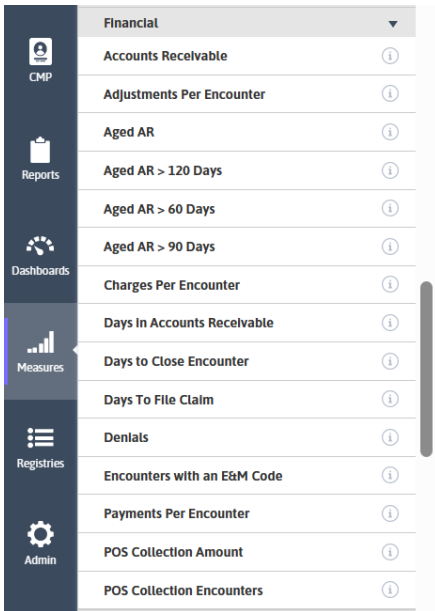 CMP
Reports
Dashboards
Measures
Registries
Admin
Financial
Accounts Receivable
Adjustments Per Encounter
Aged AR
Aged AR > 120 Days
Aged AR > 60 Days
Aged AR > 90 Days
Charges Per Encounter
Days in Accounts Receivable
Days to Close Encounter
Days To File Claim
Denials
Encounters with an E&M Code
Payments Per Encounter
POS Collection Amount
POS Collection Encounters